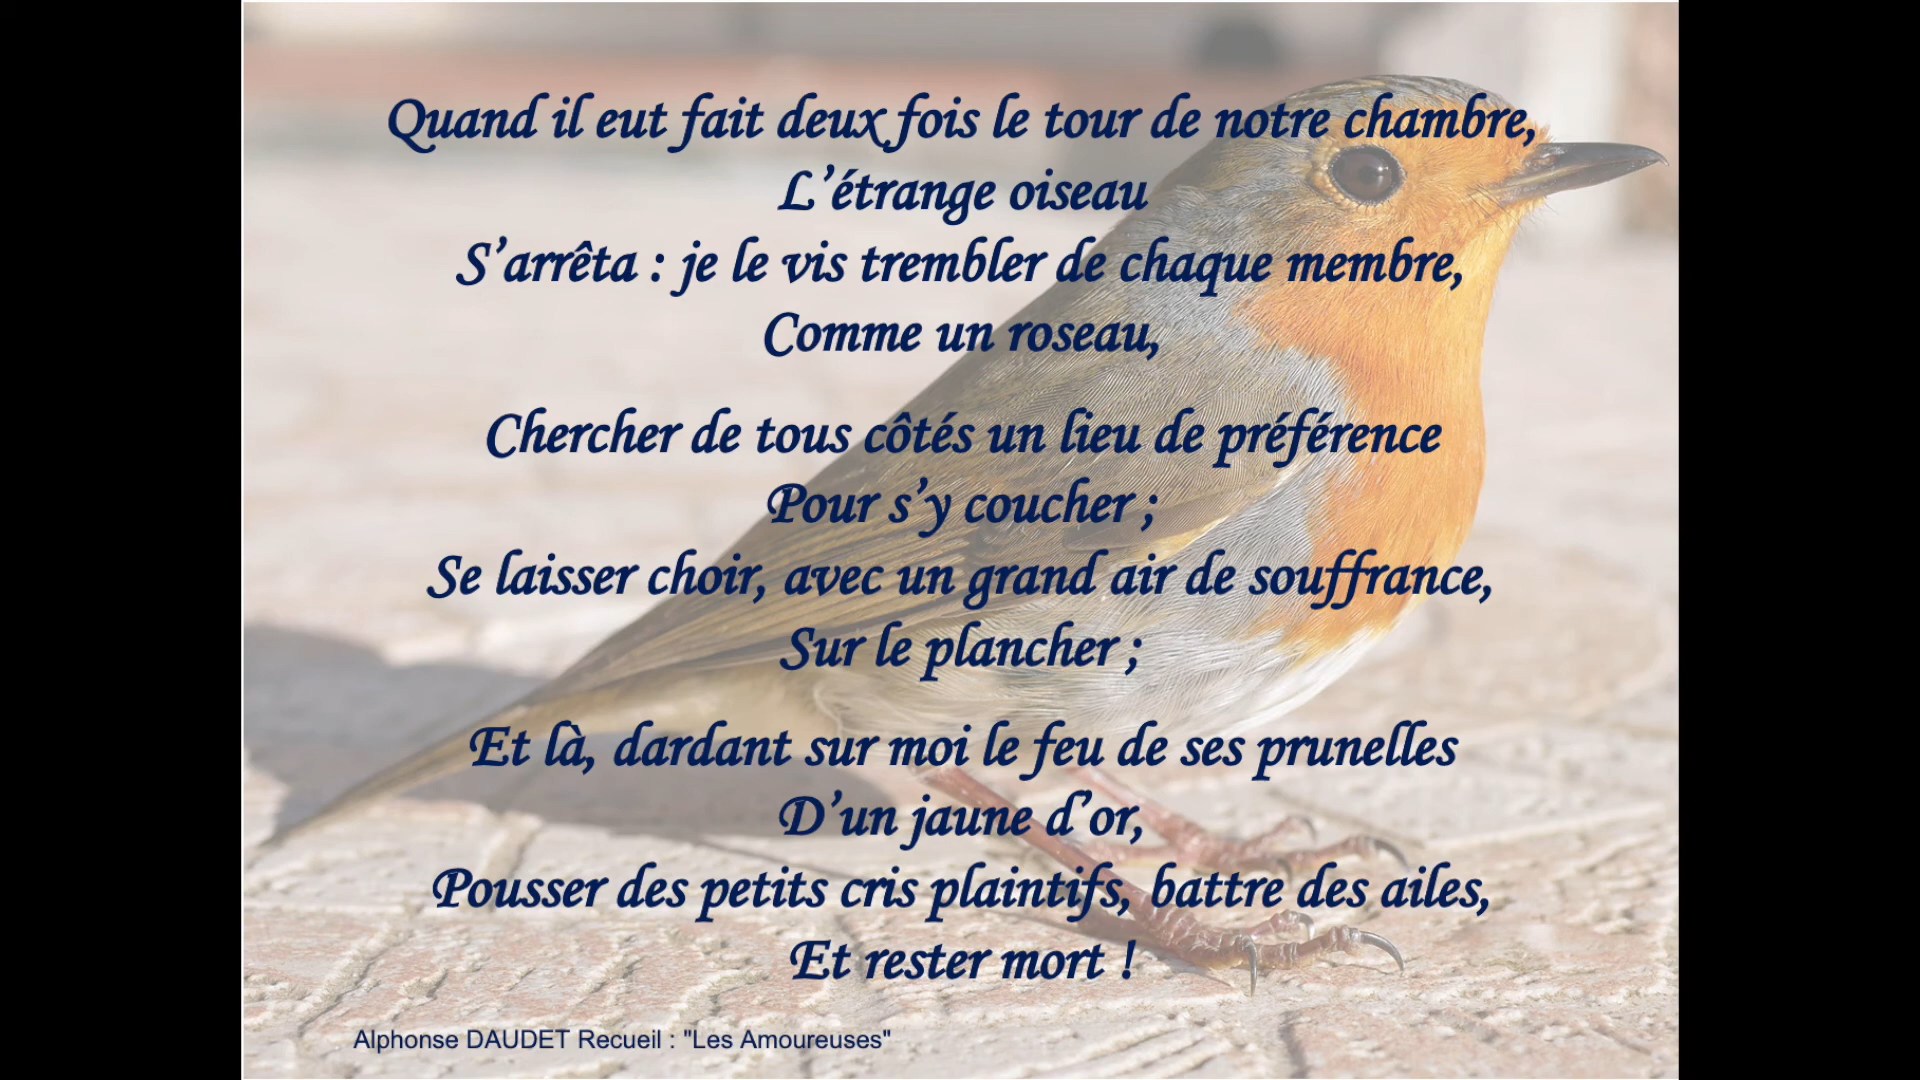 Quand il eut fait deux fois le tour de notre chambre,
L’étrange oiseau
S’arrêta : je le vis trembler de chaque membre,
Comme un roseau,
Chercher de tous côtés un lieu de préférence
Pour s’y coucher ;
Se laisser choir, avec un grand air de souffrance,
Sur le plancher ;
Et là, dardant sur moi le feu de ses prunelles
D’un jaune d’or,
Pousser des petits cris plaintifs, battre des ailes,
Et rester mort !
Alphonse DAUDET Recueil : "Les Amoureuses"